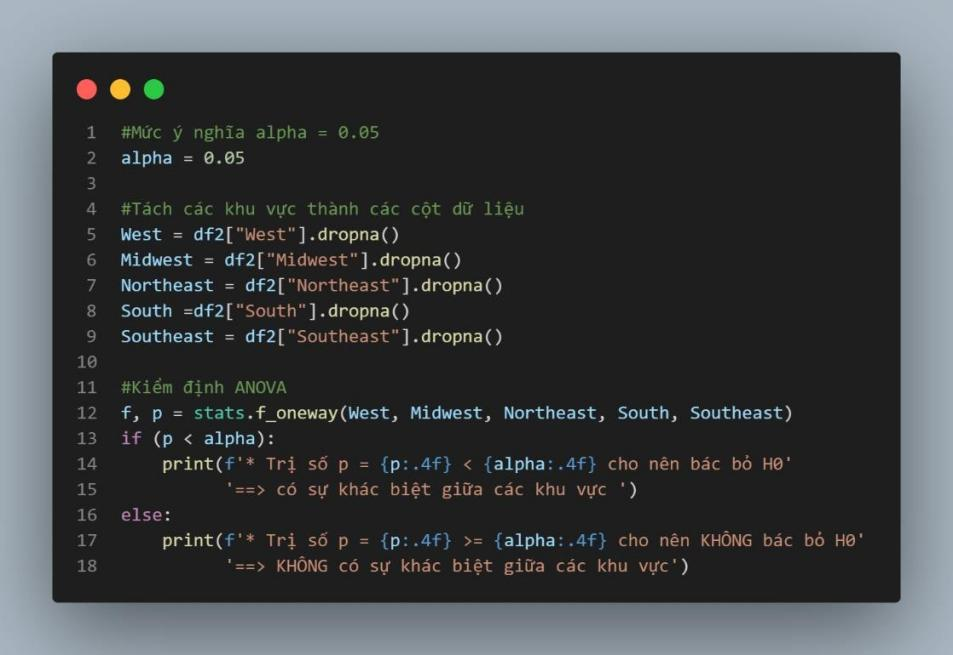 1 #Mức ý nghĩa alpha = 0.05
2 alpha = 0.05
3
4 #Tách các khu vực thành các cột dữ liệu
5 West = df2["West"].dropna()
6 Midwest = df2["Midwest"].dropna()
7 Northeast = df2["Northeast"].dropna()
8 South =df2["South"].dropna()
9 Southeast = df2["Southeast"].dropna()
10
11 #Kiểm định ANOVA
12 f, p = stats.f_oneway(West, Midwest, Northeast, South, Southeast)
13 if (p < alpha):
14     print(f'* Trị số p = {p:.4f} < {alpha:.4f} cho nên bác bỏ H0'
15           '==> có sự khác biệt giữa các khu vực ')
16 else:
17     print(f'* Trị số p = {p:.4f} >= {alpha:.4f} cho nên KHÔNG bác bỏ H0'
18           '==> KHÔNG có sự khác biệt giữa các khu vực')